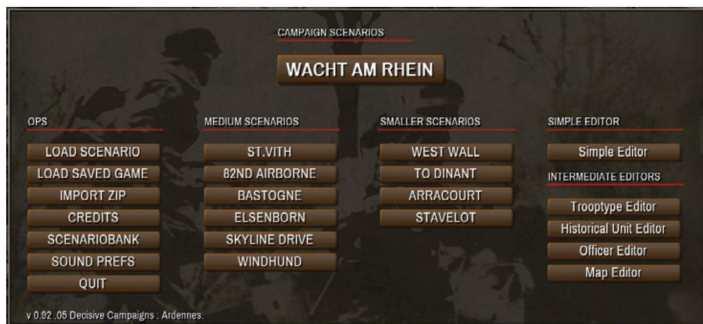 CAMPAIGN SCENARIOS
WACHT AM RHEIN
OPS
LOAD SCENARIO
LOAD SAVED GAME
IMPORT ZIP
CREDITS
SCENARIOBANK
SOUND PREFS
QUIT
MEDIUM SCENARIOS
ST.VITH
82ND AIRBORNE
BASTOGNE
ELSENBORN
SKYLINE DRIVE
WINDHUND
SMALLER SCENARIOS
WEST WALL
TO DINANT
ARRACOURT
STAVELOT
SIMPLE EDITOR
Simple Editor
INTERMEDIATE EDITORS
Trooptype Editor
Historical Unit Editor
Officer Editor
Map Editor
v 0.92 .05 Decisive Campaigns : Ardennes.